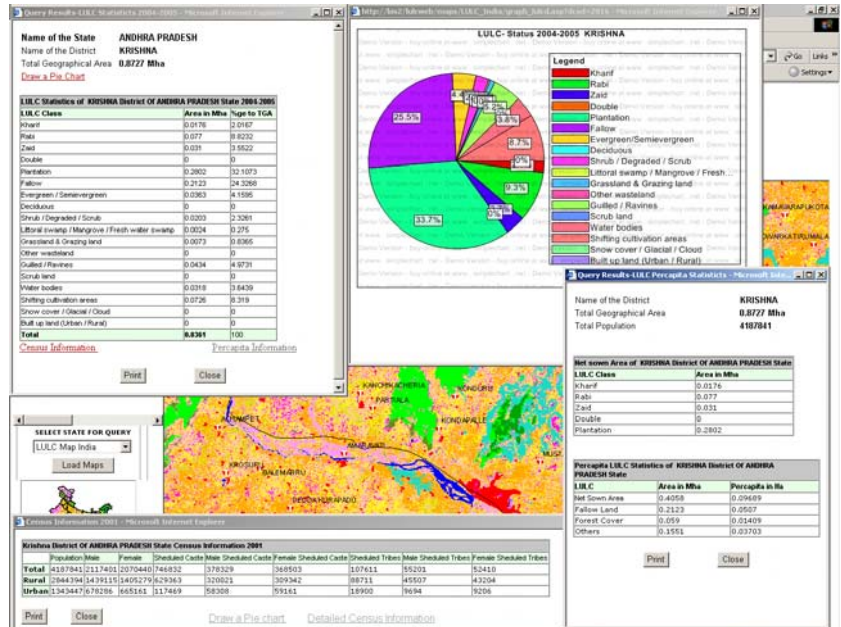 Query Results-LULC Statisticts 2004-2005 - Microsoft Internet Explorer
Name of the State ANDHRA PRADESH
Name of the District KRISHNA
Total Geographical Area 0.8727 Mha
Draw a Pie Chart
LULC Statistics of KRISHNA District Of ANDHRA PRADESH State 2004-2005
LULC Class Area in Mha %ge to TGA
Kharif 0.0176 2.0167
Rabi 0.077 8.8232
Zaid 0.031 3.5522
Double 0 0
Plantation 0.2802 32.1073
Fallow 0.2123 24.3268
Evergreen / Semievergreen 0.0363 4.1595
Deciduous 0 0
Shrub / Degraded / Scrub 0.0203 2.3261
Littoral swamp / Mangrove / Fresh water swamp 0.0024 0.275
Grassland & Grazing land 0.0073 0.8365
Other wasteland 0 0
Gullied / Ravines 0.0434 4.9731
Scrub land 0 0
Water bodies 0.0318 3.6439
Shifting cultivation areas 0.0726 8.319
Snow cover / Glacial / Cloud 0 0
Built up land (Urban / Rural) 0 0
Total 0.8361 100
Census Information Percapita Information
Print Close
LULC- Status 2004-2005 KRISHNA
25.5%
8.7%
9.3%
33.7%
0%
Legend
Kharif
Rabi
Zaid
Double
Plantation
Fallow
Evergreen/Semievergreen
Deciduous
Shrub / Degraded / Scrub
Littoral swamp / Mangrove / Fresh...
Grassland & Grazing land
Other wasteland
Gullied / Ravines
Scrub land
Water bodies
Shifting cultivation areas
Snow cover / Glacial / Cloud
Built up land (Urban / Rural)
Go Links
Settings
Query Results-LULC Percapita Statisticts - Microsoft Inte...
Name of the District KRISHNA
Total Geographical Area 0.8727 Mha
Total Population 4187841
Net sown Area of KRISHNA District Of ANDHRA PRADESH State
LULC Class Area in Mha
Kharif 0.0176
Rabi 0.077
Zaid 0.031
Double 0
Plantation 0.2802
Percapita LULC Statistics of KRISHNA District Of ANDHRA
PRADESH State
LULC Area in Mha Percapita in Ha
Net Sown Area 0.4058 0.09689
Fallow Land 0.2123 0.0507
Forest Cover 0.059 0.01409
Others 0.1551 0.03703
Print Close
SELECT STATE FOR QUERY
LULC Map India
Load Maps
KANCHIKACHERIA
PARTIALA
KONDURU
KONDAPALLE
AMARAVATI
KROSURU
BALEMARRU
Census Information 2001 - Microsoft Internet Explorer
Krishna District Of ANDHRA PRADESH State Census Information 2001
Population Male Female Sheduled Caste Male Sheduled Caste Female Sheduled Caste Sheduled Tribes Male Sheduled Tribes Female Sheduled Tribes
Total 4187841 2117401 2070440 746832 378329 368503 107611 55201 52410
Rural 2844394 1439115 1405279 629363 320021 309342 88711 45507 43204
Urban 1343447 678286 665161 117469 58308 59161 18900 9694 9206
Print Close Draw a Pie chart Detailed Census Information